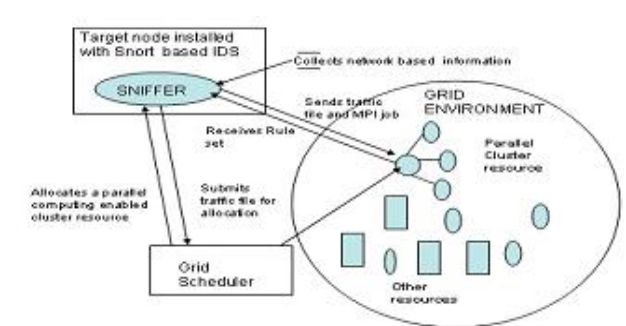 Target node installed
with Snort based IDS
SNIFFER
Collects network based information
Sends traffic
file and MPI job
GRID
ENVIRONMENT
Receives Rule
set
Parallel
Cluster
resource
Allocates a parallel
computing enabled
cluster resource
Submits
traffic file for
allocation
Grid
Scheduler
Other
resources